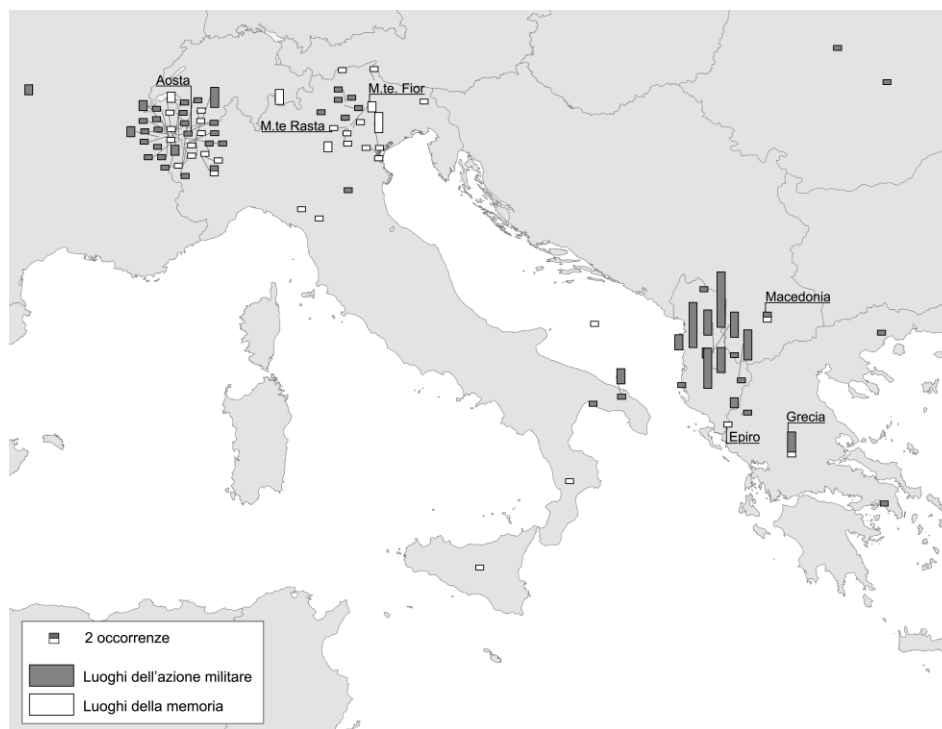 Aosta
M.te. Fior
M.te Rasta
Macedonia
Grecia
Epiro
2 occorrenze
Luoghi dell'azione militare
Luoghi della memoria